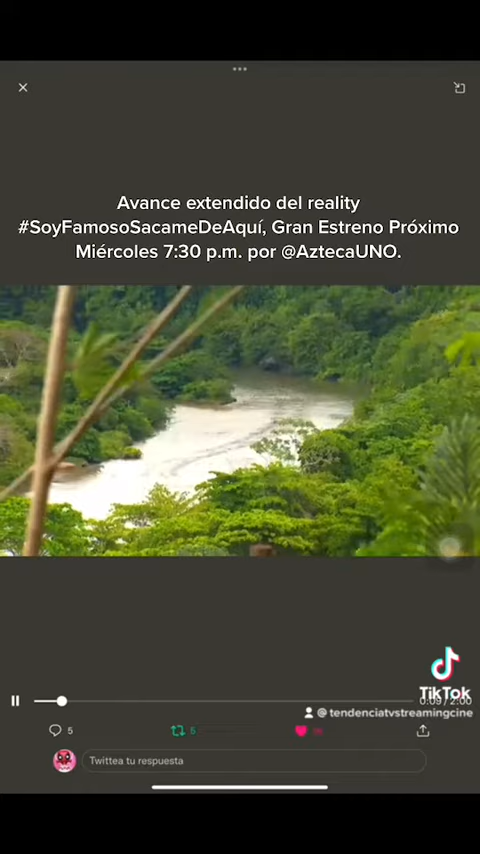 Avance extendido del reality
#SoyFamosoSacameDeAquí, Gran Estreno Próximo
Miércoles 7:30 p.m. por @AztecaUNO.
TikTok
0:09 / 2:00
@tendenciatvstreamingcine
5
5
Twittea tu respuesta